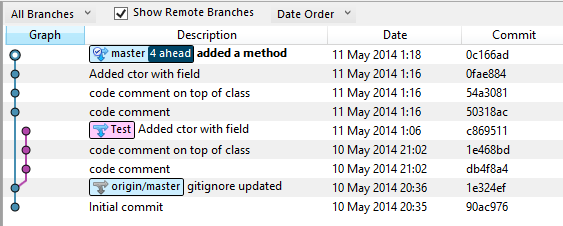 All Branches Show Remote Branches Date Order
Graph Description Date Commit
master 4 ahead added a method 11 May 2014 1:18 0c166ad
Added ctor with field 11 May 2014 1:16 0fae884
code comment on top of class 11 May 2014 1:16 54a3081
code comment 11 May 2014 1:16 50318ac
Test Added ctor with field 11 May 2014 1:06 c869511
code comment on top of class 10 May 2014 21:02 1e468bd
code comment 10 May 2014 21:02 db4f8a4
origin/master gitignore updated 10 May 2014 20:36 1e324ef
Initial commit 10 May 2014 20:35 90ac976